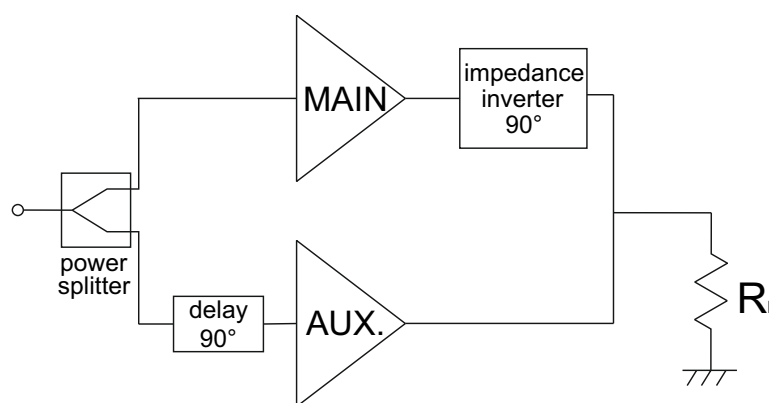 MAIN
impedance
inverter
90°
power
splitter
delay
90°
AUX.
R